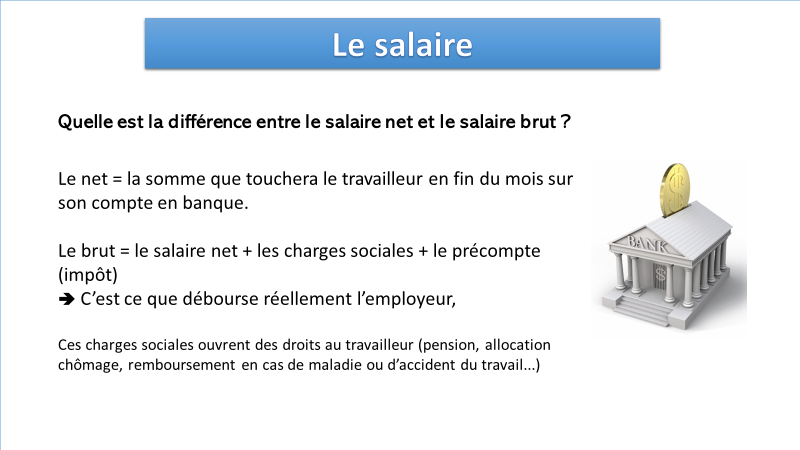 Le salaire
Quelle est la différence entre le salaire net et le salaire brut ?
Le net = la somme que touchera le travailleur en fin du mois sur
son compte en banque.
BANK
Le brut = le salaire net + les charges sociales + le précompte
(impôt)
➔ C’est ce que débourse réellement l’employeur,
Ces charges sociales ouvrent des droits au travailleur (pension, allocation
chômage, remboursement en cas de maladie ou d’accident du travail...)